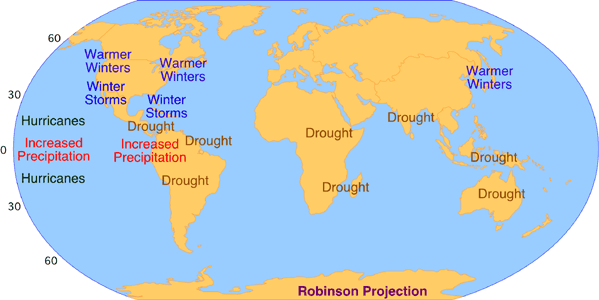 60
Warmer
Winters
Warmer
Winters
Warmer
Winters
30
Winter
Storms
Winter
Storms
Hurricanes
Drought
Drought
Drought
Drought
Increased
Precipitation
Increased
Precipitation
0
Drought
Hurricanes
Drought
Drought
Drought
30
60
Robinson Projection